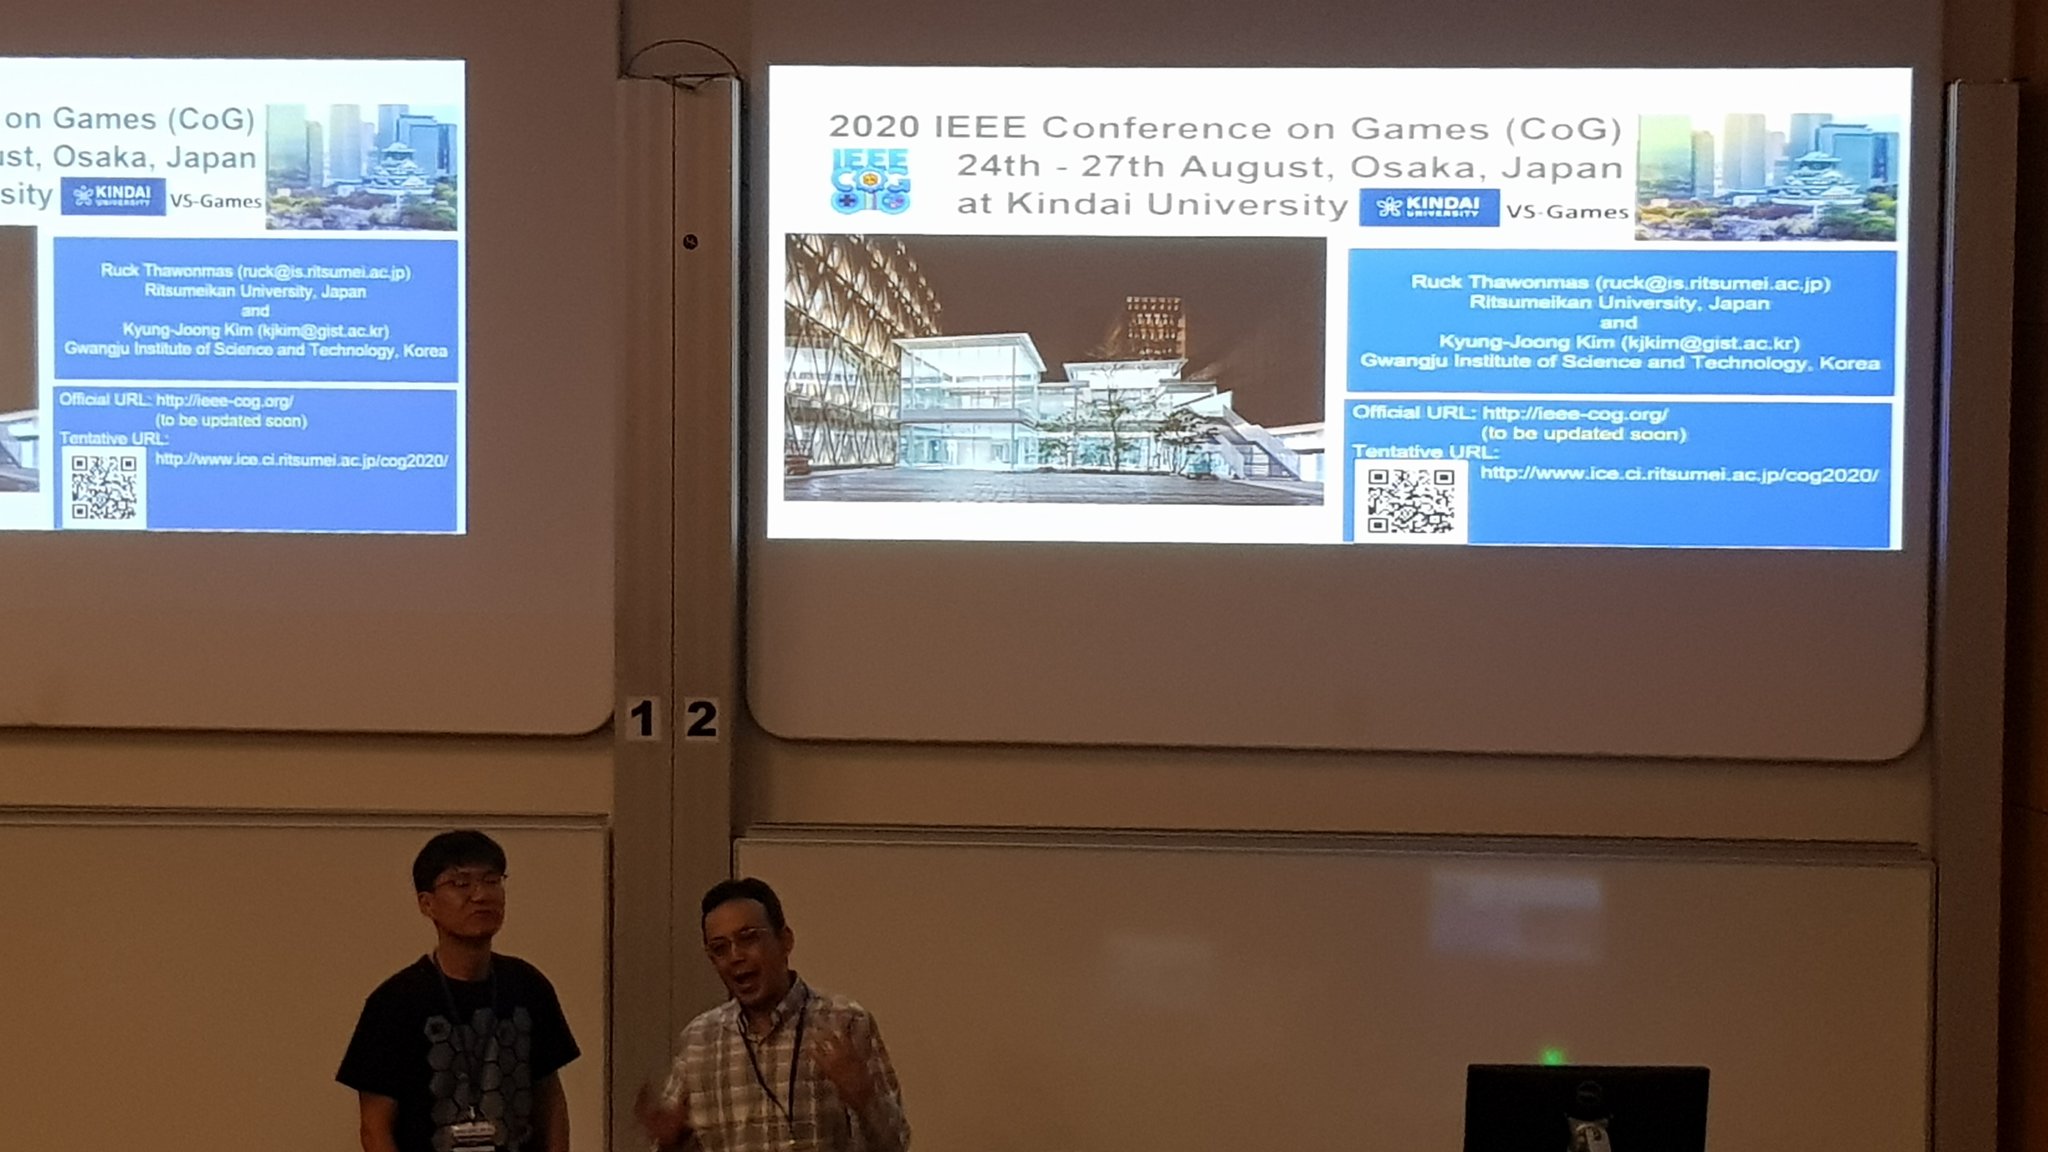 on Games (CoG)
ust, Osaka, Japan
sity KINDAI UNIVERSITY VS-Games
Ruck Thawonmas (ruck@is.ritsumei.ac.jp)
Ritsumeikan University, Japan
and
Kyung-Joong Kim (kjkim@gist.ac.kr)
Gwangju Institute of Science and Technology, Korea
Official URL: http://ieee-cog.org/
(to be updated soon)
Tentative URL:
http://www.ice.ci.ritsumei.ac.jp/cog2020/
2020 IEEE Conference on Games (CoG)
IEEE
COG
24th - 27th August, Osaka, Japan
at Kindai University KINDAI UNIVERSITY VS-Games
Ruck Thawonmas (ruck@is.ritsumei.ac.jp)
Ritsumeikan University, Japan
and
Kyung-Joong Kim (kjkim@gist.ac.kr)
Gwangju Institute of Science and Technology, Korea
Official URL: http://ieee-cog.org/
(to be updated soon)
Tentative URL:
http://www.ice.ci.ritsumei.ac.jp/cog2020/
1 2